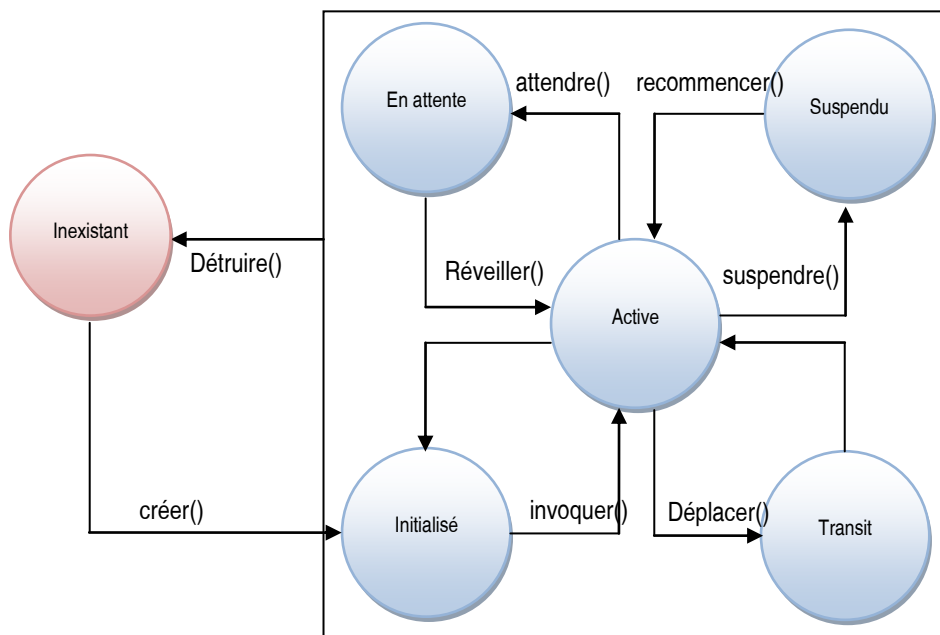 attendre()
recommencer()
En attente
Suspendu
Inexistant
Détruire()
Réveiller()
suspendre()
Active
créer()
Initialisé
invoquer()
Déplacer()
Transit